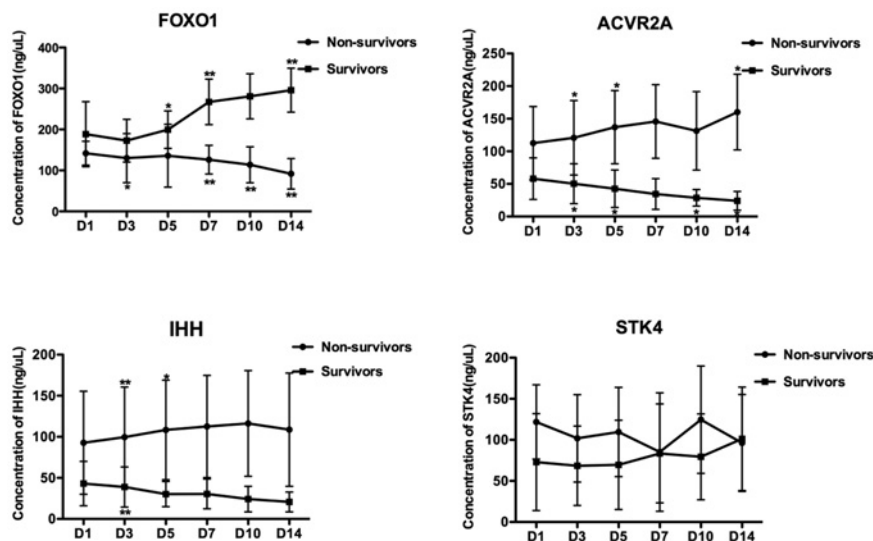 FOXO1
Concentration of FOXO1(ng/uL)
400
300
200
100
0
D1 D3 D5 D7 D10 D14
Non-survivors
Survivors
*
**
**
*
**
**
**
ACVR2A
Concentration of ACVR2A(ng/uL)
250
200
150
100
50
0
D1 D3 D5 D7 D10 D14
Non-survivors
Survivors
*
*
*
*
*
*
*
IHH
Concentration of IHH(ng/uL)
200
150
100
50
0
D1 D3 D5 D7 D10 D14
Non-survivors
Survivors
**
*
**
STK4
Concentration of STK4(ng/uL)
200
150
100
50
0
D1 D3 D5 D7 D10 D14
Non-survivors
Survivors